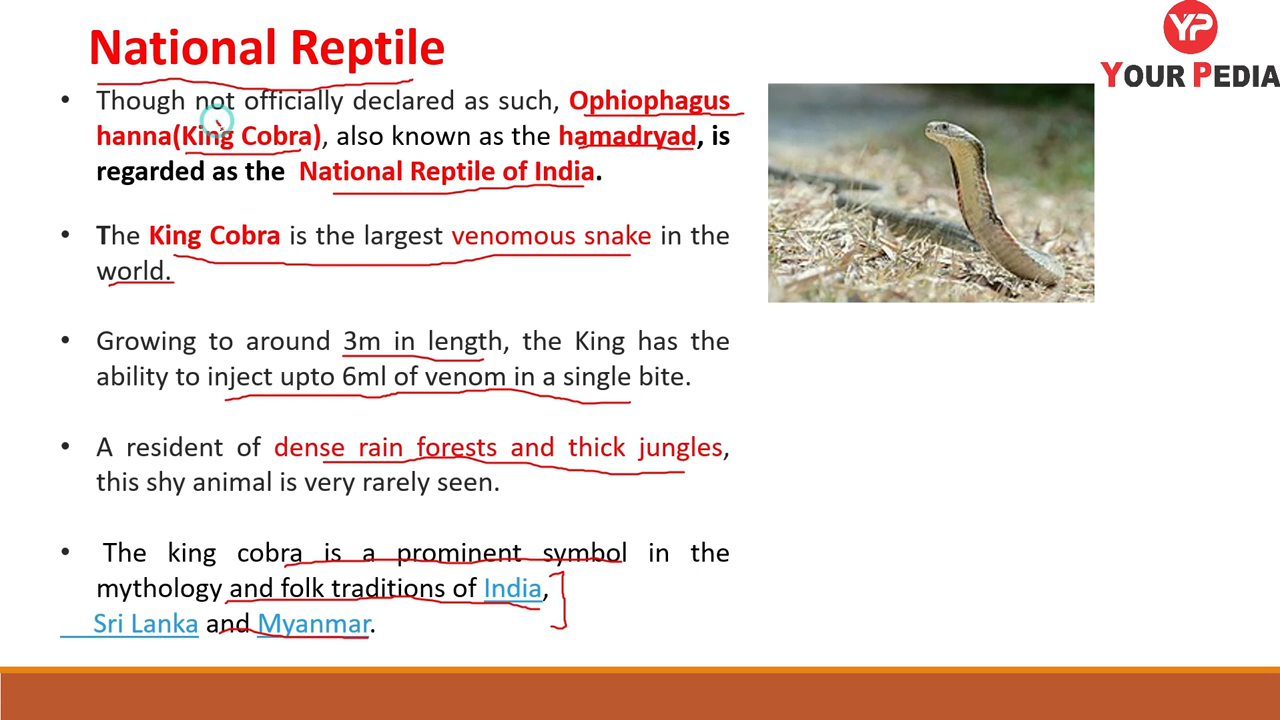 National Reptile
YP
YOUR PEDIA
• Though not officially declared as such, Ophiophagus
hanna(King Cobra), also known as the hamadryad, is
regarded as the National Reptile of India.
• The King Cobra is the largest venomous snake in the
world.
• Growing to around 3m in length, the King has the
ability to inject upto 6ml of venom in a single bite.
• A resident of dense rain forests and thick jungles,
this shy animal is very rarely seen.
• The king cobra is a prominent symbol in the
mythology and folk traditions of India,
Sri Lanka and Myanmar.